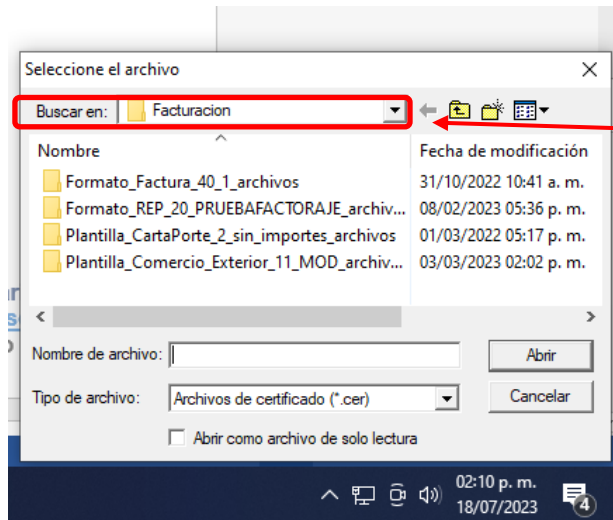 Seleccione el archivo
Buscar en: Facturacion
Nombre Fecha de modificación
Formato_Factura_40_1_archivos 31/10/2022 10:41 a. m.
Formato_REP_20_PRUEBAFACTORAJE_archiv... 08/02/2023 05:36 p. m.
Plantilla_CartaPorte_2_sin_importes_archivos 01/03/2022 05:17 p. m.
Plantilla_Comercio_Exterior_11_MOD_archiv... 03/03/2023 02:02 p. m.
Nombre de archivo: Abrir
Tipo de archivo: Archivos de certificado (*.cer) Cancelar
Abrir como archivo de solo lectura
02:10 p. m.
18/07/2023
4